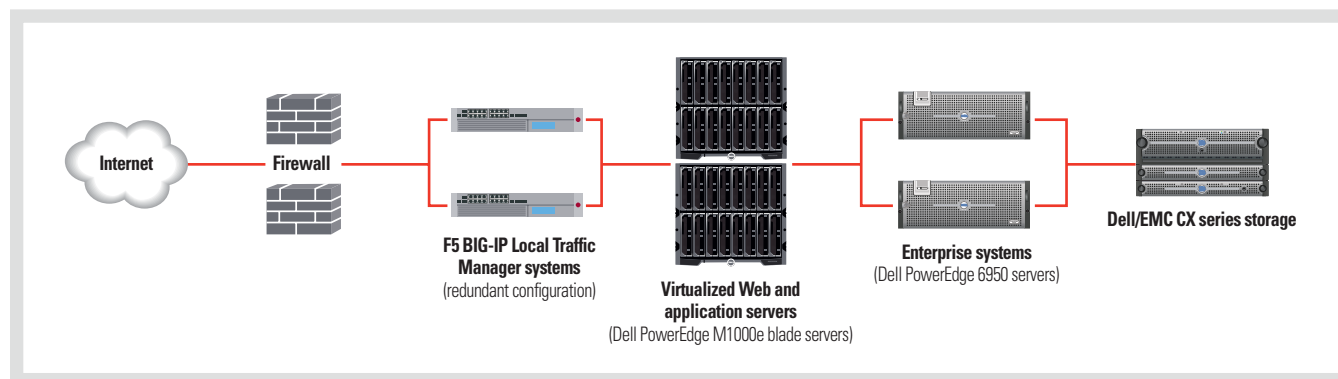 Internet
Firewall
F5 BIG-IP Local Traffic
Manager systems
(redundant configuration)
Virtualized Web and
application servers
(Dell PowerEdge M1000e blade servers)
Enterprise systems
(Dell PowerEdge 6950 servers)
Dell/EMC CX series storage